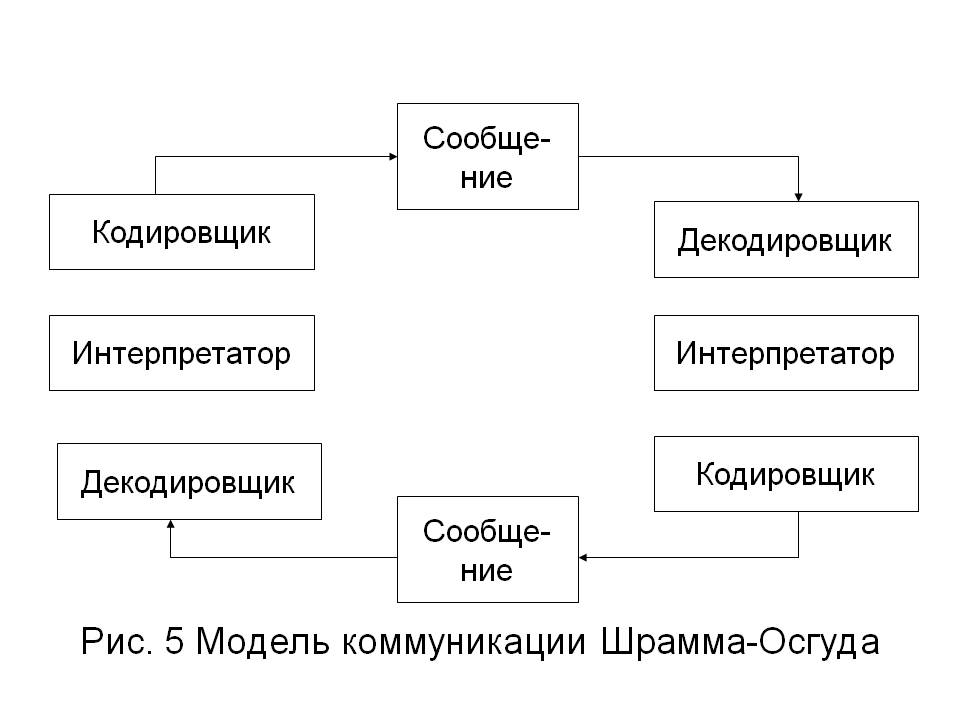 Сообще-
ние
Кодировщик
Декодировщик
Интерпретатор
Интерпретатор
Декодировщик
Кодировщик
Сообще-
ние
Рис. 5 Модель коммуникации Шрамма-Осгуда